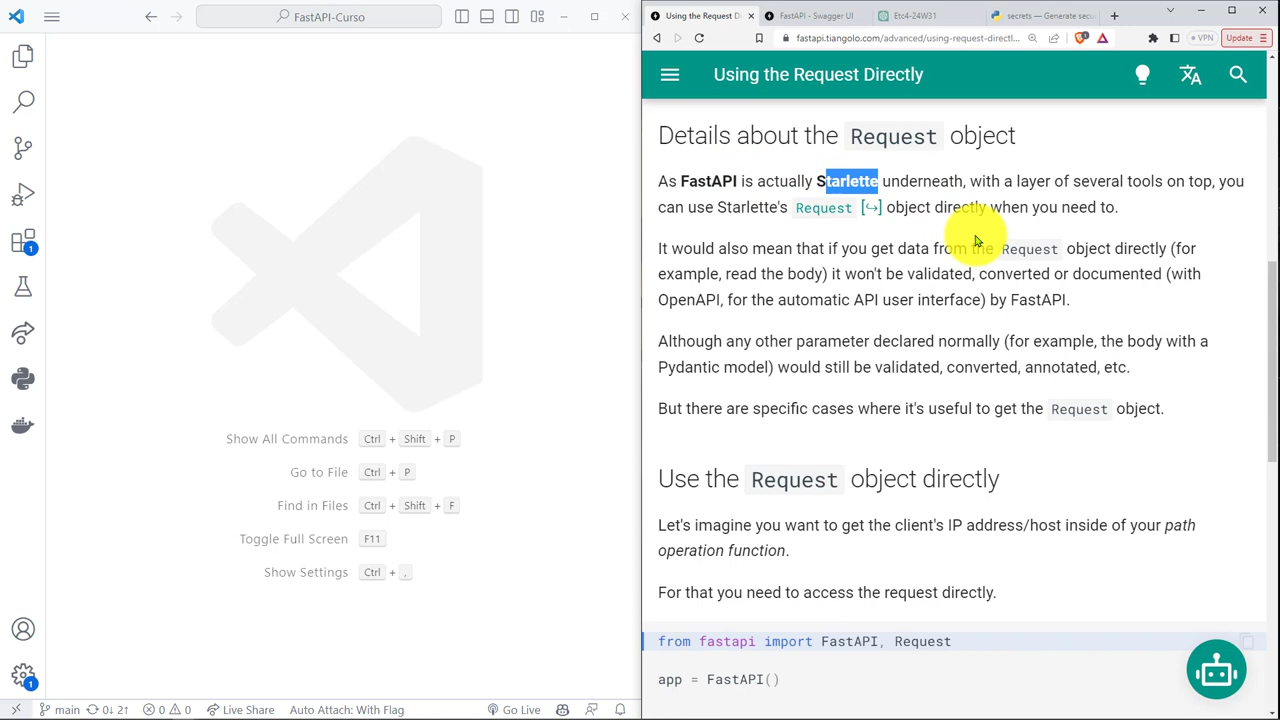 FastAPI-Curso
Show All Commands Ctrl + Shift + P
Go to File Ctrl + P
Find in Files Ctrl + Shift + F
Toggle Full Screen F11
Show Settings Ctrl + ,
1
1
main 0↓ 2↑ 0 0 Live Share Auto Attach: With Flag Go Live
Using the Request Di FastAPI - Swagger UI Etc4-24W31 secrets — Generate secu
fastapi.tiangolo.com/advanced/using-request-directl... VPN Update
Using the Request Directly
Details about the Request object
As FastAPI is actually Starlette underneath, with a layer of several tools on top, you
can use Starlette's Request [↪] object directly when you need to.
It would also mean that if you get data from the Request object directly (for
example, read the body) it won't be validated, converted or documented (with
OpenAPI, for the automatic API user interface) by FastAPI.
Although any other parameter declared normally (for example, the body with a
Pydantic model) would still be validated, converted, annotated, etc.
But there are specific cases where it's useful to get the Request object.
Use the Request object directly
Let's imagine you want to get the client's IP address/host inside of your path
operation function.
For that you need to access the request directly.
from fastapi import FastAPI, Request
app = FastAPI()